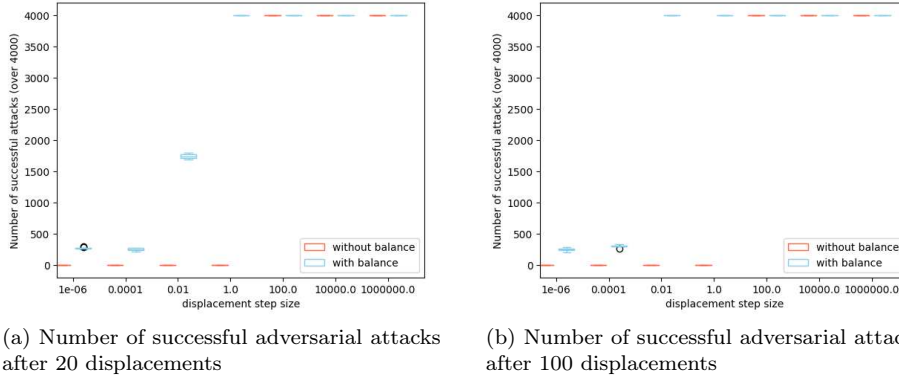 4000
3500
3000
2500
2000
1500
1000
500
0
Number of successful attacks (over 4000)
1e-06 0.0001 0.01 1.0 100.0 10000.0 1000000.0
displacement step size
without balance
with balance
(a) Number of successful adversarial attacks
after 20 displacements
4000
3500
3000
2500
2000
1500
1000
500
0
Number of successful attacks (over 4000)
1e-06 0.0001 0.01 1.0 100.0 10000.0 1000000.0
displacement step size
without balance
with balance
(b) Number of successful adversarial attac
after 100 displacements